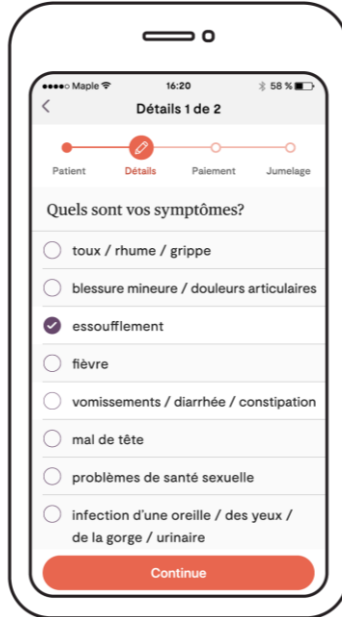 Maple 16:20 58 %
Détails 1 de 2
Patient Détails Paiement Jumelage
Quels sont vos symptômes?
toux / rhume / grippe
blessure mineure / douleurs articulaires
essoufflement
fièvre
vomissements / diarrhée / constipation
mal de tête
problèmes de santé sexuelle
infection d'une oreille / des yeux /
de la gorge / urinaire
Continue